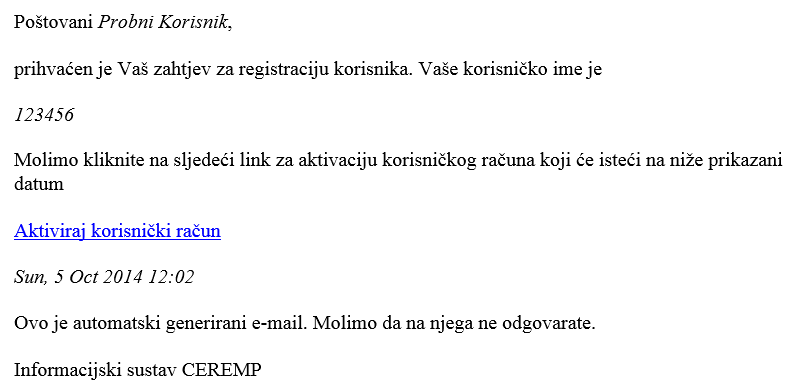 Poštovani Probni Korisnik,
prihvaćen je Vaš zahtjev za registraciju korisnika. Vaše korisničko ime je
123456
Molimo kliknite na sljedeći link za aktivaciju korisničkog računa koji će isteći na niže prikazani
datum
Aktiviraj korisnički račun
Sun, 5 Oct 2014 12:02
Ovo je automatski generirani e-mail. Molimo da na njega ne odgovarate.
Informacijski sustav CEREMP